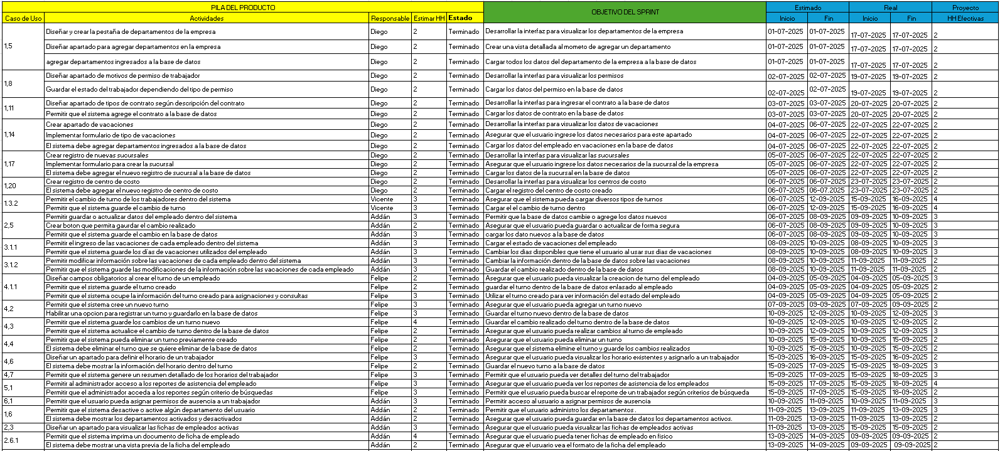 PILA DEL PRODUCTO OBJETIVO DEL SPRINT Estimado Real Proyecto
Caso de Uso Actividades Responsable Estimar HH Estado Inicio Fin Inicio Fin HH Efectivas
1,5 Diseñar y crear la pestaña de departamentos de la empresa Diego 2 Terminado Desarrollar la interfaz para visualizar los departamentos de la empresa 01-07-2025 01-07-2025 17-07-2025 17-07-2025 2
Diseñar apartado para agregar departamentos en la empresa Diego 2 Terminado Crear una vista detallada al mometo de agregar un departamento 01-07-2025 01-07-2025 17-07-2025 17-07-2025 2
agregar departamentos ingresados a la base de datos Diego 2 Terminado Cargar todos los datos del departamento de la empresa a la base de datos 01-07-2025 01-07-2025 17-07-2025 17-07-2025 2
1,8 Diseñar apartado de motivos de permiso de trabajador Diego 2 Terminado Desarrollar la interfas para visualizar los permisos 02-07-2025 02-07-2025 19-07-2025 19-07-2025 2
Guardar el estado del trabajador dependiendo del tipo de permiso Diego 2 Terminado Cargar los datos del permiso en la base de datos 02-07-2025 02-07-2025 19-07-2025 19-07-2025 2
1,11 Diseñar apartado de tipos de contrato según descripción del contrato Diego 2 Terminado Desarrollar la interfas para ingresar el contrato a la base de datos 03-07-2025 03-07-2025 20-07-2025 20-07-2025 2
Permitir que el sistema agrege el contrato a la base de datos Diego 2 Terminado Cargar los datos de contrato en la base de datos 03-07-2025 03-07-2025 20-07-2025 20-07-2025 2
1,14 Crear apartado de vacaciones Diego 2 Terminado Desarrollar la interfas para visualizar los datos de vacaciones 04-07-2025 06-07-2025 22-07-2025 22-07-2025 2
Implementar formulario de tipo de vacaciones Diego 2 Terminado Asegurar que el usuario ingrese los datos necesarios para este apartado 04-07-2025 06-07-2025 22-07-2025 22-07-2025 2
El sistema debe agregar departamentos ingresados a la base de datos Diego 2 Terminado Cargar los datos del empleado en vacaciones en la base de datos 04-07-2025 06-07-2025 22-07-2025 22-07-2025 2
1,17 Crear registro de nuevas sucursales Diego 2 Terminado Desarrollar la interfas para visualizar las sucursales 05-07-2025 06-07-2025 22-07-2025 22-07-2025 2
Implementar formulario para crear la sucursal Diego 2 Terminado Asegurar que el usuario ingrese los datos necesarios de la sucursal de la empresa 05-07-2025 06-07-2025 22-07-2025 22-07-2025 2
El sistema debe agregar el nuevo registro de sucursal a la base de datos Diego 2 Terminado Cargar los datos de la sucursal en la base de datos 05-07-2025 06-07-2025 22-07-2025 22-07-2025 2
1,20 Crear registro de centro de costo Diego 2 Terminado Desarrollar la interfas para visualizar los centros de costo 06-07-2025 06-07-2025 23-07-2025 23-07-2025 2
El sistema debe agregar el nuevo registro de centro de costo Diego 2 Terminado Cargar el registro del centro de costo creado 06-07-2025 06-07.2025 23-07-2025 23-07-2025 2
1.3.2 Permitir el cambio de turno de los trabajadores dentro del sistema Vicente 3 Terminado Asegurar que el sistema pueda cargar diversos tipos de turnos 06-07-2025 12-09-2025 15-09-2025 16-09-2025 4
Permitir que el sistema guarde el cambio de turno Vicente 3 Terminado Cargar el el cambio de turno dentro 06-07-2025 12-09-2025 15-09-2025 16-09-2025 4
2,5 Permitir guardar o actualizar datos del empleado dentro del sistema Addán 3 Terminado Permitir que la base de datos cambie o agrege los datos nuevos 06-07-2025 08-09-2025 09-09-2025 10-09-2025 3
Crear boton que permita gaurdar el cambio realizado Addán 2 Terminado Asegurar que el usuario pueda guardar o actualizar de forma segura 06-07-2025 08-09-2025 09-09-2025 10-09-2025 3
Permitir que el sistema guarde el cambio en la base de datos Addán 3 Terminado cargar los dato nuevos a la base de datos 06-07-2025 08-09-2025 09-09-2025 10-09-2025 3
3.1.1 Permitir el ingreso de las vacaciones de cada empleado dentro del sistema Addán 3 Terminado Cargar el estado de vacaciones del empleado 08-09-2025 10-09-2025 08-09-2025 10-09-2025 3
Permitir que el sistema guarde los días de vacaciones utilizados del empleado Addán 3 Terminado Cambiar los dias disponibles que tiene el usuario al usar sus dias de vacaciones 08-09-2025 10-09-2025 08-09-2025 10-09-2025 3
3.1.2 Permitir modificar información sobre las vacaciones de cada empleado dentro del sistema Addán 3 Terminado Cambiar la información dentro de la base de datos sobre las vacaciones 08-09-2025 10-09-2025 11-09-2025 11-09-2025 2
Permitir que el sistema guarde las modificaciones de la información sobre las vacaciones de cada empleado Addán 3 Terminado Guardar el cambio realizado dentro de la base de datos 08-09-2025 10-09-2025 11-09-2025 11-09-2025 2
4.1.1 Diseñar campos obligatorios al crear el turno de un empleado Felipe 3 Terminado Asegurar que el usuario pueda visualizar la creacion de turno del empleado 04-09-2025 05-09-2025 04-09-2025 05-09-2025 3
Permitir que el sistema guarde el turno creado Felipe 2 Terminado guardar el turno dentro de la base de datos enlasado al empleado 04-09-2025 05-09-2025 04-09-2025 05-09-2025 2
Permitir que el sistema ocupe la información del turno creado para asignaciones y consultas Felipe 3 Terminado Utilizar el turno creado para ver información del estado del empleado 04-09-2025 05-09-2025 04-09-2025 05-09-2025 2
4,2 Permitir que el sistema cree un nuevo turno Felipe 3 Terminado Asegurar que el usuario pueda agregar un turno nuevo 07-09-2025 09-09-2025 07-09-2025 09-09-2025 2
Habilitar una opcion para registrar un turno y guardarlo en la base de datos Felipe 3 Terminado Guardar el turno nuevo dentro de la base de datos 10-09-2025 12-09-2025 10-09-2025 12-09-2025 3
4,3 Permitir que el sistema guarde los cambios de un turno nuevo Felipe 4 Terminado Guardar el cambio realizado del turno dentro de la base de datos 10-09-2025 12-09-2025 10-09-2025 12-09-2025 2
Permitir que el sistema actualice el cambio de turno dentro de la base de datos Felipe 2 Terminado Asegurar que el usuario pueda realizar cambios al turno de empleado 10-09-2025 12-09-2025 10-09-2025 12-09-2025 3
4,4 Permitir que el sistema pueda eliminar un turno previamente creado Felipe 2 Terminado Asegurar que el usuario pueda eliminar un turno 10-09-2025 15-09-2025 10-09-2025 15-09-2025 2
El sistema debe eliminar el turno que se quiere eliminar de la base de datos Felipe 2 Terminado Asegurar que el sistema elimine el turno y guarde los cambios realizados 10-09-2025 15-09-2025 10-09-2025 15-09-2025 2
4,6 Diseñar un apartado para definir el horario de un trabajador Felipe 3 Terminado Asegurar que el usuario pueda visualizar los horario existentes y asignarlo a un trabajador 15-09-2025 16-09-2025 15-09-2025 16-09-2025 3
El sistema debe mostrar la información del horario dentro del turno Felipe 2 Terminado Guardar el nuevo turno a la base de datos 15-09-2025 17-09-2025 15-09-2025 18-09-2025 3
4,7 Permitir que el sistema genere un resumen detallado de los horarios del trabajador Felipe 3 Terminado Permitir que el usuario pueda ver detalles del turno del trabajador 15-09-2025 17-09-2025 15-09-2025 18-09-2025 3
5,1 Permitir al administrador acceso a los reportes de asistencia del empleado Felipe 3 Terminado Asegurar que el usuario pueda ver los reportes de asistencia de los empleados 15-09-2025 17-09-2025 15-09-2025 18-09-2025 4
Permitir que el administrador acceda a los reportes según criterio de búsquedas Felipe 3 Terminado Permitir que el usuario pueda buscar el reporte de un trabajador según criterios de búsqueda 15-09-2025 17-09-2025 15-09-2025 18-09-2025 2
6,1 Permitir que el usuario pueda asignar permisos de ausencia a un trabajador Addán 3 Terminado Permitir acceso al usuario a asignar permisos de ausencia 10-09-2025 11-09-2025 10-09-2025 11-09-2025 3
1,6 Permitir que el sistema desactive o active algún departamento del usuario Addán 2 Terminado Permitir que el usuario administro los departamentos . 11-09-2025 13-09-2025 11-09-2025 13-09-2025 3
El sistema debe mostrar los departamentos activados y desactivados Addán 2 Terminado Asegurar que el usuario pueda guardar en la base de datos los departamentos activos. 11-09-2025 13-09-2025 11-09-2025 13-09-2025 2
2,3 Diseñar un apartado para visualizar las fichas de empleados activas Addán 3 Terminado Asegurar que el usuario pueda visualizar las fichas de empleados activas 11-09-2025 13-09-2025 15-09-2025 15-09-2025 2
2.6.1 Permitir que el sistema imprima un documento de ficha de empleado Addán 4 Terminado Asegurar que el usuario pueda tener fichas de empleado en fisico 13-09-2025 14-09-2025 09-09-2025 09-09-2025 2
El sistema debe mostrar una vista previa de la ficha del empleado Addán 2 Terminado Asegurar que el usuario vea el formato de la ficha del empleado 13-09-2025 14-09-2025 09-09-2025 09-09-2025 2